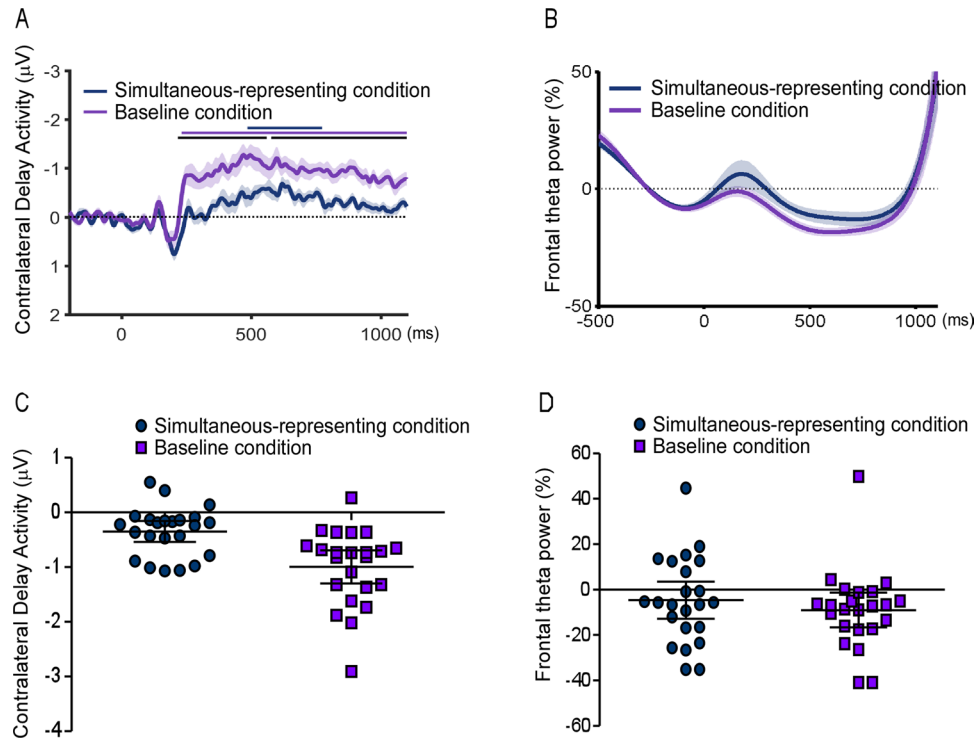 A
Contralateral Delay Activity (μV)
-3
-2
-1
0
1
2
0
500
1000 (ms)
Simultaneous-representing condition
Baseline condition
B
Frontal theta power (%)
50
0
-50
-500
0
500
1000 (ms)
Simultaneous-representing condition
Baseline condition
C
Simultaneous-representing condition
Baseline condition
Contralateral Delay Activity (μV)
1
0
-1
-2
-3
-4
D
Simultaneous-representing condition
Baseline condition
Frontal theta power (%)
60
40
20
0
-20
-40
-60